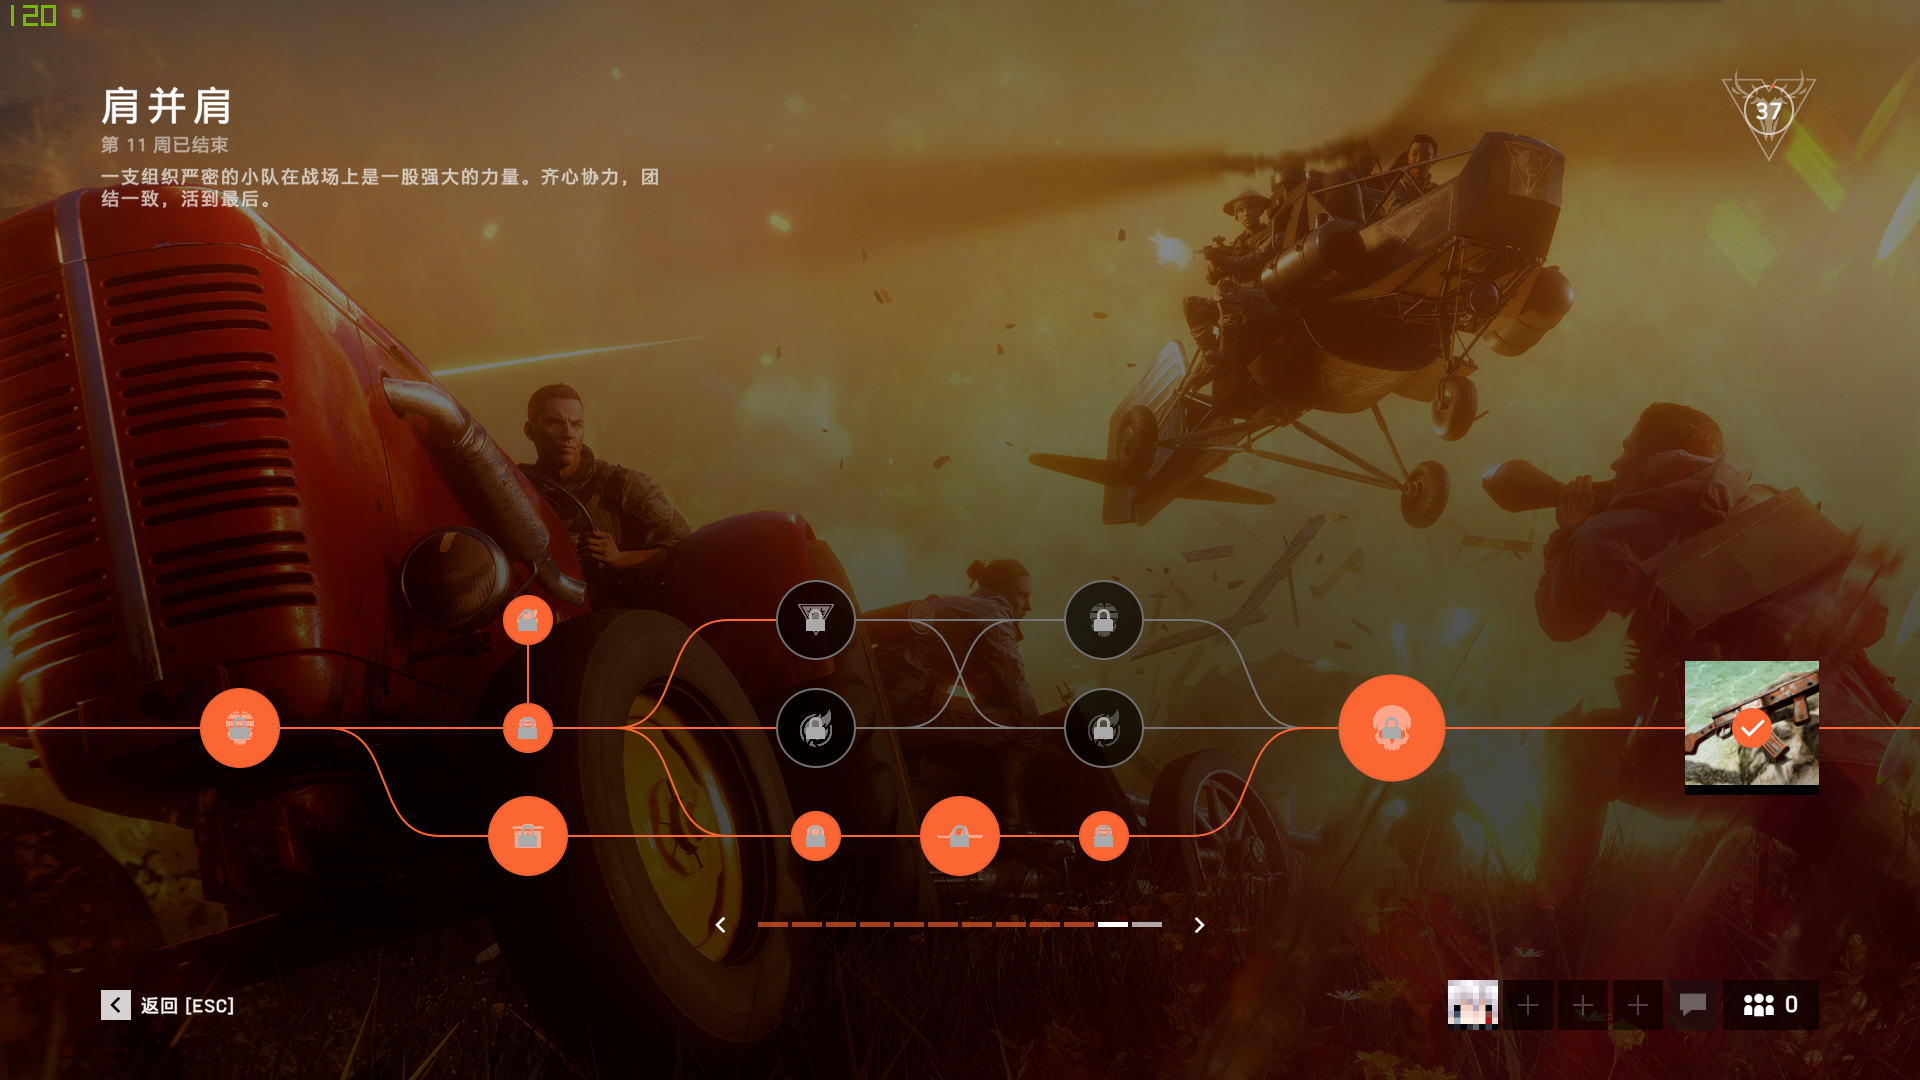 120
肩并肩
37
第 11 周已结束
一支组织严密的小队在战场上是一股强大的力量。齐心协力，团
结一致，活到最后。
返回 [ESC]
0